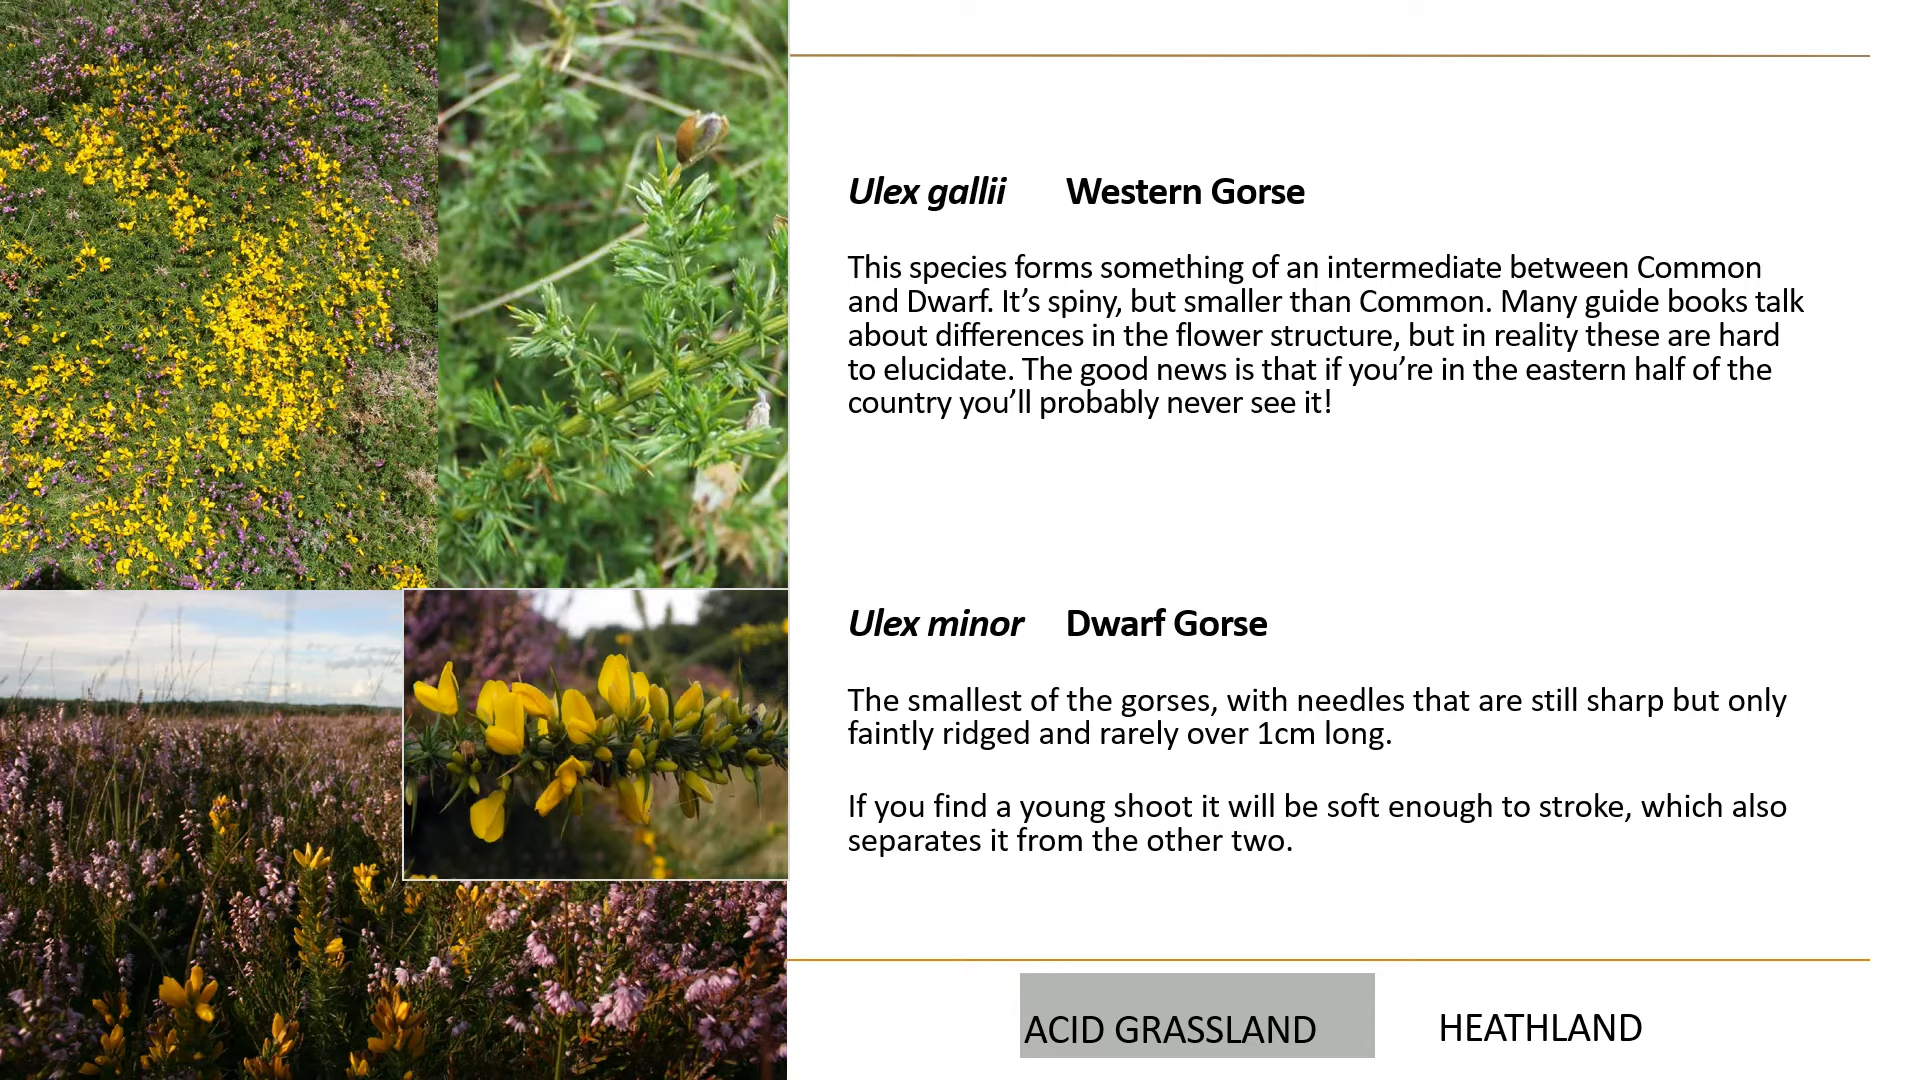 Ulex gallii Western Gorse
This species forms something of an intermediate between Common
and Dwarf. It’s spiny, but smaller than Common. Many guide books talk
about differences in the flower structure, but in reality these are hard
to elucidate. The good news is that if you’re in the eastern half of the
country you’ll probably never see it!
Ulex minor Dwarf Gorse
The smallest of the gorses, with needles that are still sharp but only
faintly ridged and rarely over 1cm long.
If you find a young shoot it will be soft enough to stroke, which also
separates it from the other two.
ACID GRASSLAND HEATHLAND